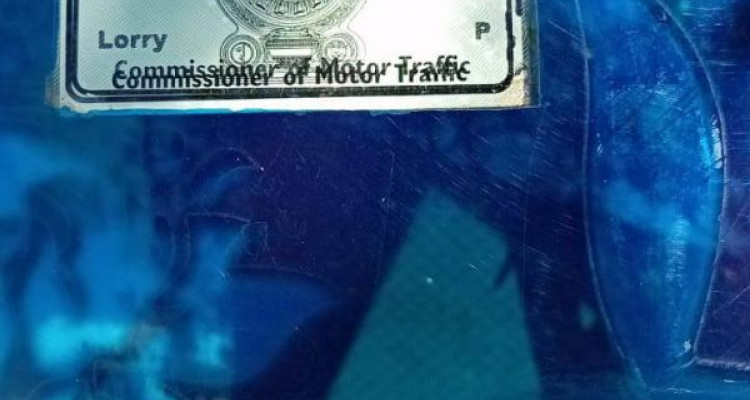 Lorry P
Commissioner of Motor Traffic
Commissioner of Motor Traffic